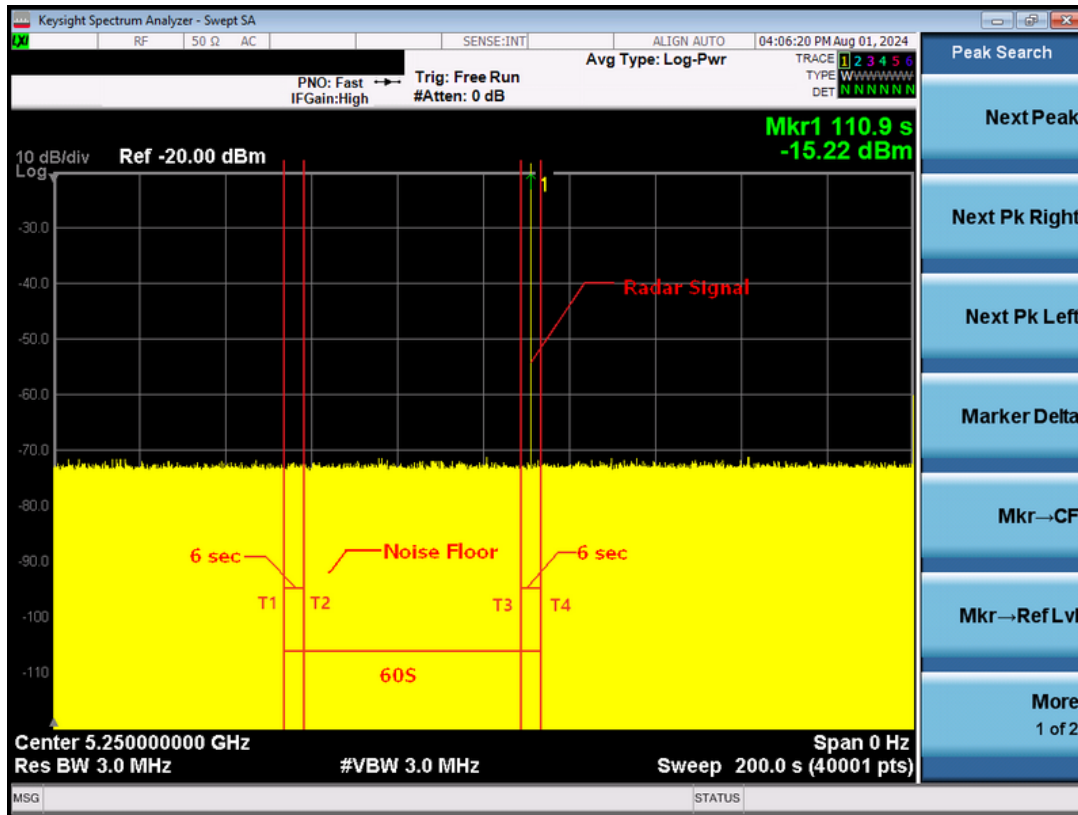 Keysight Spectrum Analyzer - Swept SA
LXI RF 50 Ω AC SENSE:INT ALIGN AUTO 04:06:20 PM Aug 01, 2024
Avg Type: Log-Pwr
TRACE 1 2 3 4 5 6
TYPE WWWWWW
DET N N N N N N
PNO: Fast
IFGain:High
Trig: Free Run
#Atten: 0 dB
Mkr1 110.9 s
-15.22 dBm
10 dB/div Ref -20.00 dBm
Log
1
-30.0
-40.0
Radar Signal
-50.0
-60.0
-70.0
-80.0
-90.0
6 sec Noise Floor 6 sec
T1 T2 T3 T4
-100
-110
60S
Center 5.250000000 GHz Span 0 Hz
Res BW 3.0 MHz #VBW 3.0 MHz Sweep 200.0 s (40001 pts)
MSG STATUS
Peak Search
Next Peak
Next Pk Right
Next Pk Left
Marker Delta
Mkr→CF
Mkr→Ref Lvl
More
1 of 2